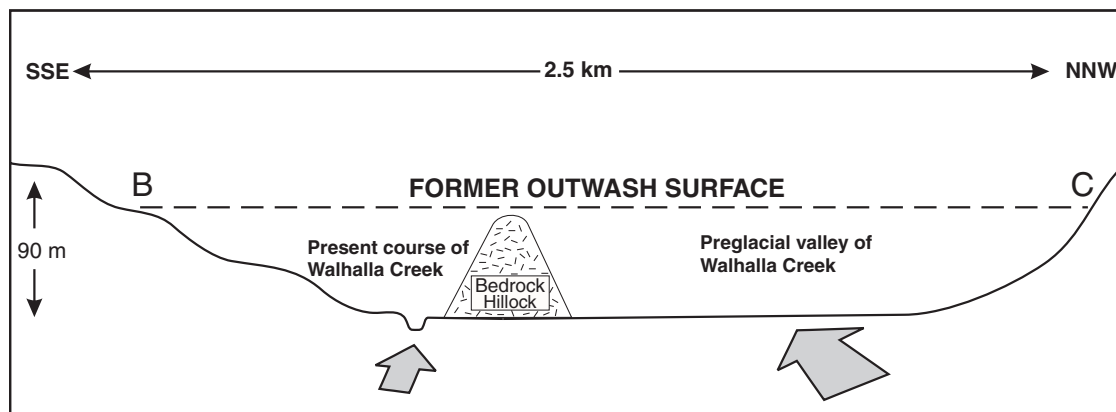 SSE
2.5 km
NNW
B
FORMER OUTWASH SURFACE
C
90 m
Present course of
Walhalla Creek
Bedrock
Hillock
Preglacial valley of
Walhalla Creek